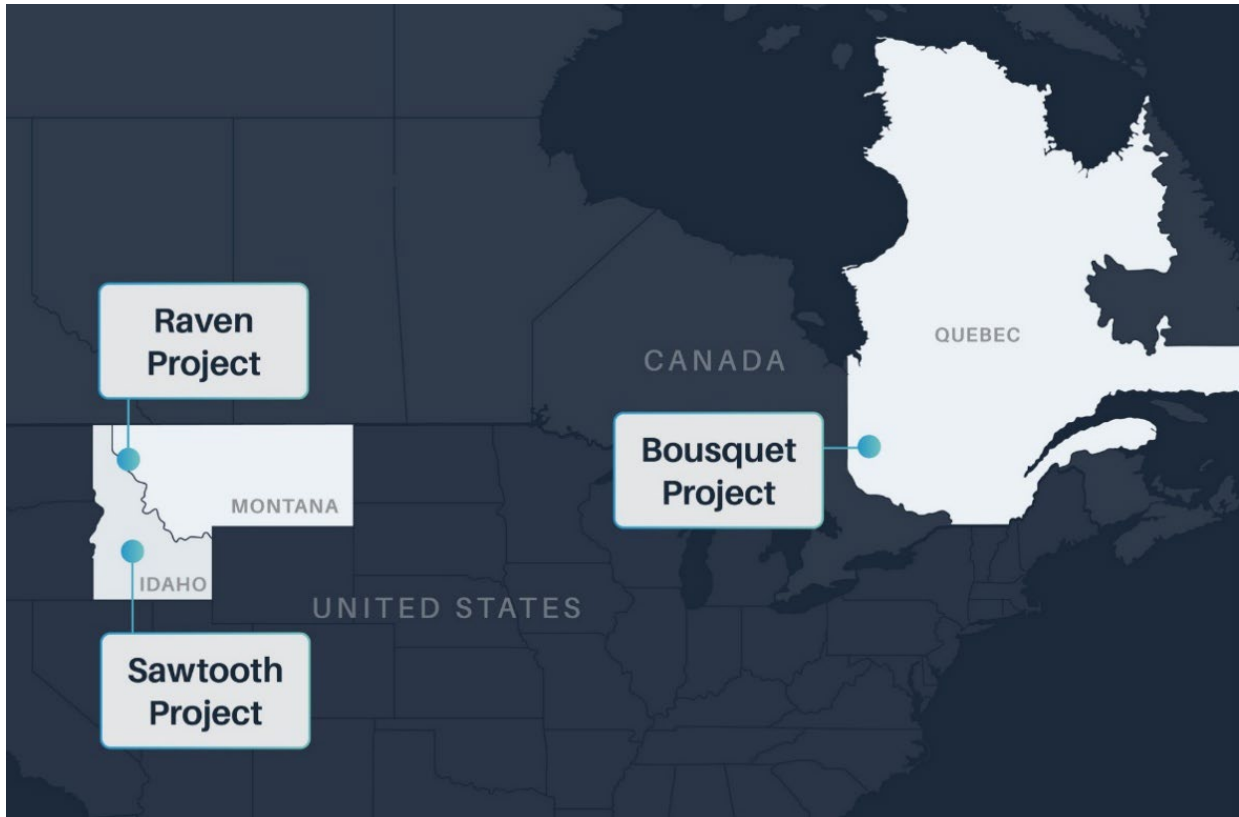 Raven
Project
MONTANA
IDAHO
Sawtooth
Project
UNITED STATES
CANADA
Bousquet
Project
QUEBEC